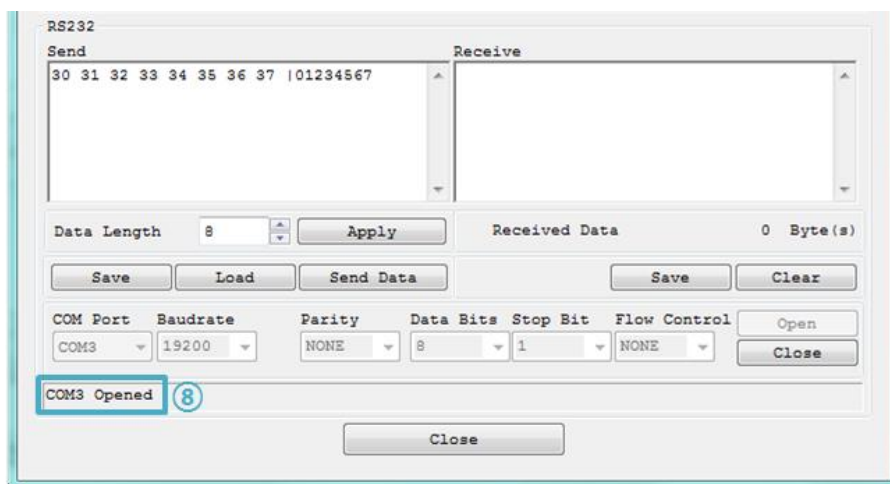 RS232
Send Receive
30 31 32 33 34 35 36 37 |01234567
Data Length 8 Apply Received Data 0 Byte(s)
Save Load Send Data Save Clear
COM Port Baudrate Parity Data Bits Stop Bit Flow Control Open
COM3 19200 NONE 8 1 NONE Close
COM3 Opened ⑧
Close